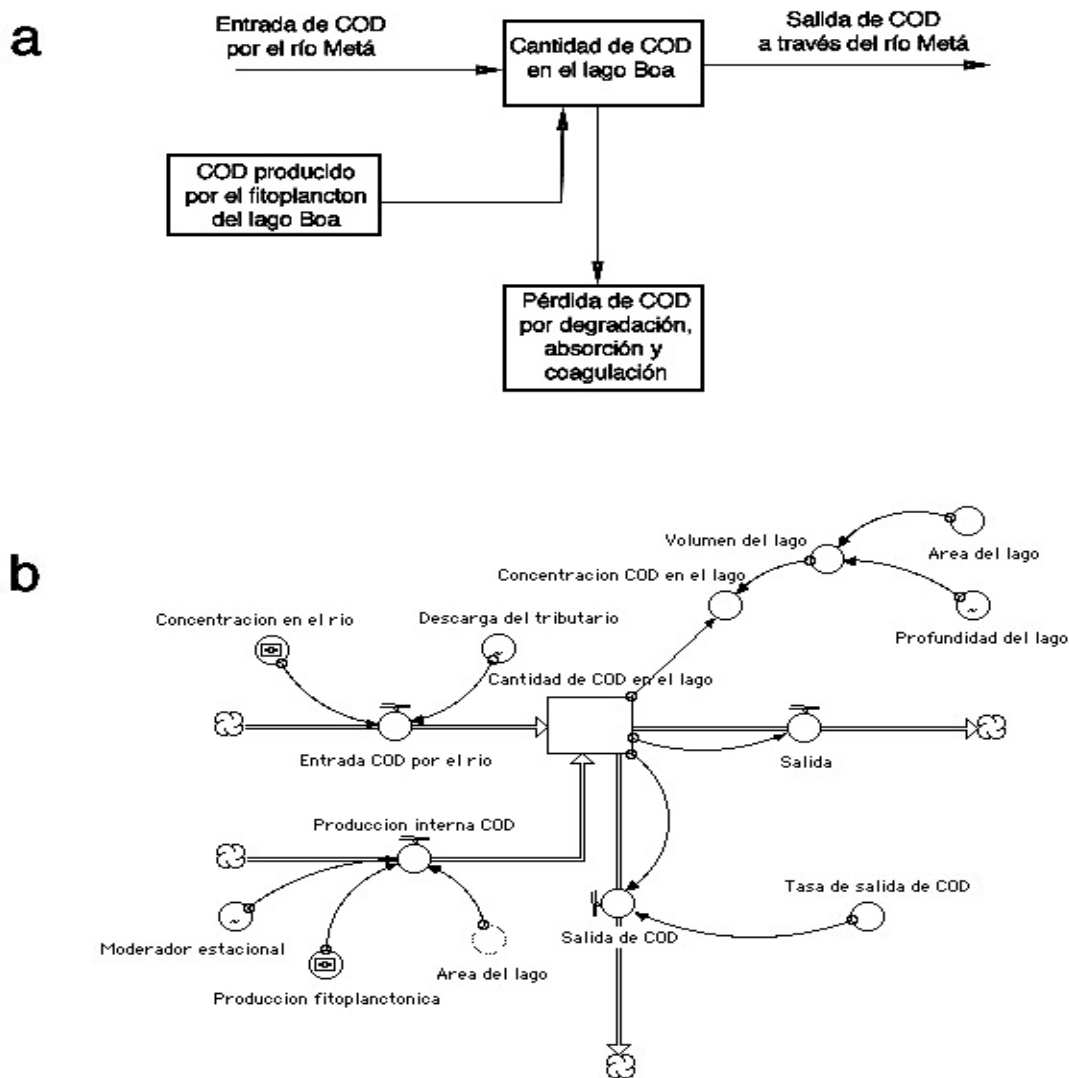 a
Entrada de COD
por el río Metá
Cantidad de COD
en el lago Boa
Salida de COD
a través del río Metá
COD producido
por el fitoplancton
del lago Boa
Pérdida de COD
por degradación,
absorción y
coagulación
b
Volumen del lago
Area del lago
Concentracion COD en el lago
Profundidad del lago
Concentracion en el rio
Descarga del tributario
Cantidad de COD en el lago
Entrada COD por el rio
Salida
Produccion interna COD
Tasa de salida de COD
Moderador estacional
Salida de COD
Area del lago
Produccion fitoplanctonica